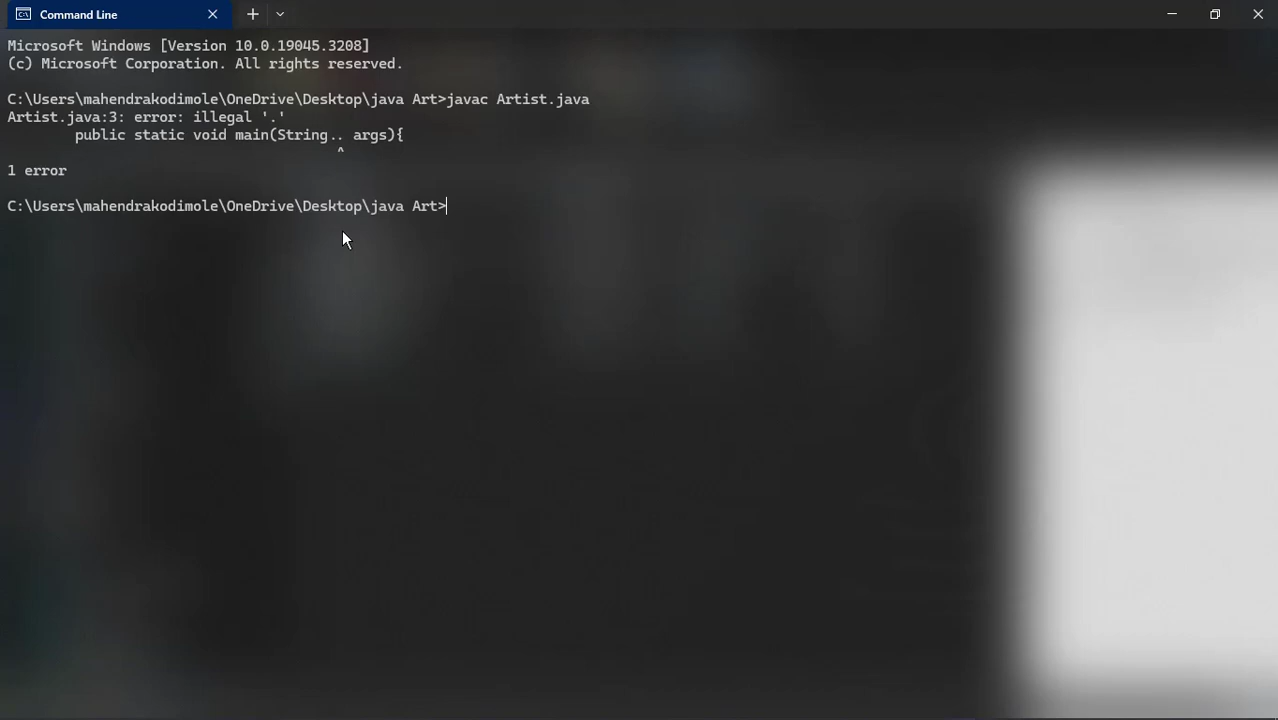 Command Line
Microsoft Windows [Version 10.0.19045.3208]
(c) Microsoft Corporation. All rights reserved.
C:\Users\mahendrakodimole\OneDrive\Desktop\java Art>javac Artist.java
Artist.java:3: error: illegal '.'
        public static void main(String.. args){
                                       ^
1 error
C:\Users\mahendrakodimole\OneDrive\Desktop\java Art>